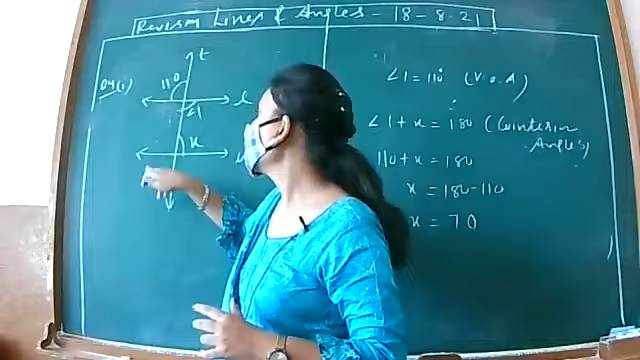 Revision Lines & Angles - 18-8-21
Q4(i)
t
110
l
∠1
x
∠1 = 110° (V.O.A)
∠1 + x = 180 (Cointerior Angles)
110 + x = 180
x = 180 - 110
x = 70